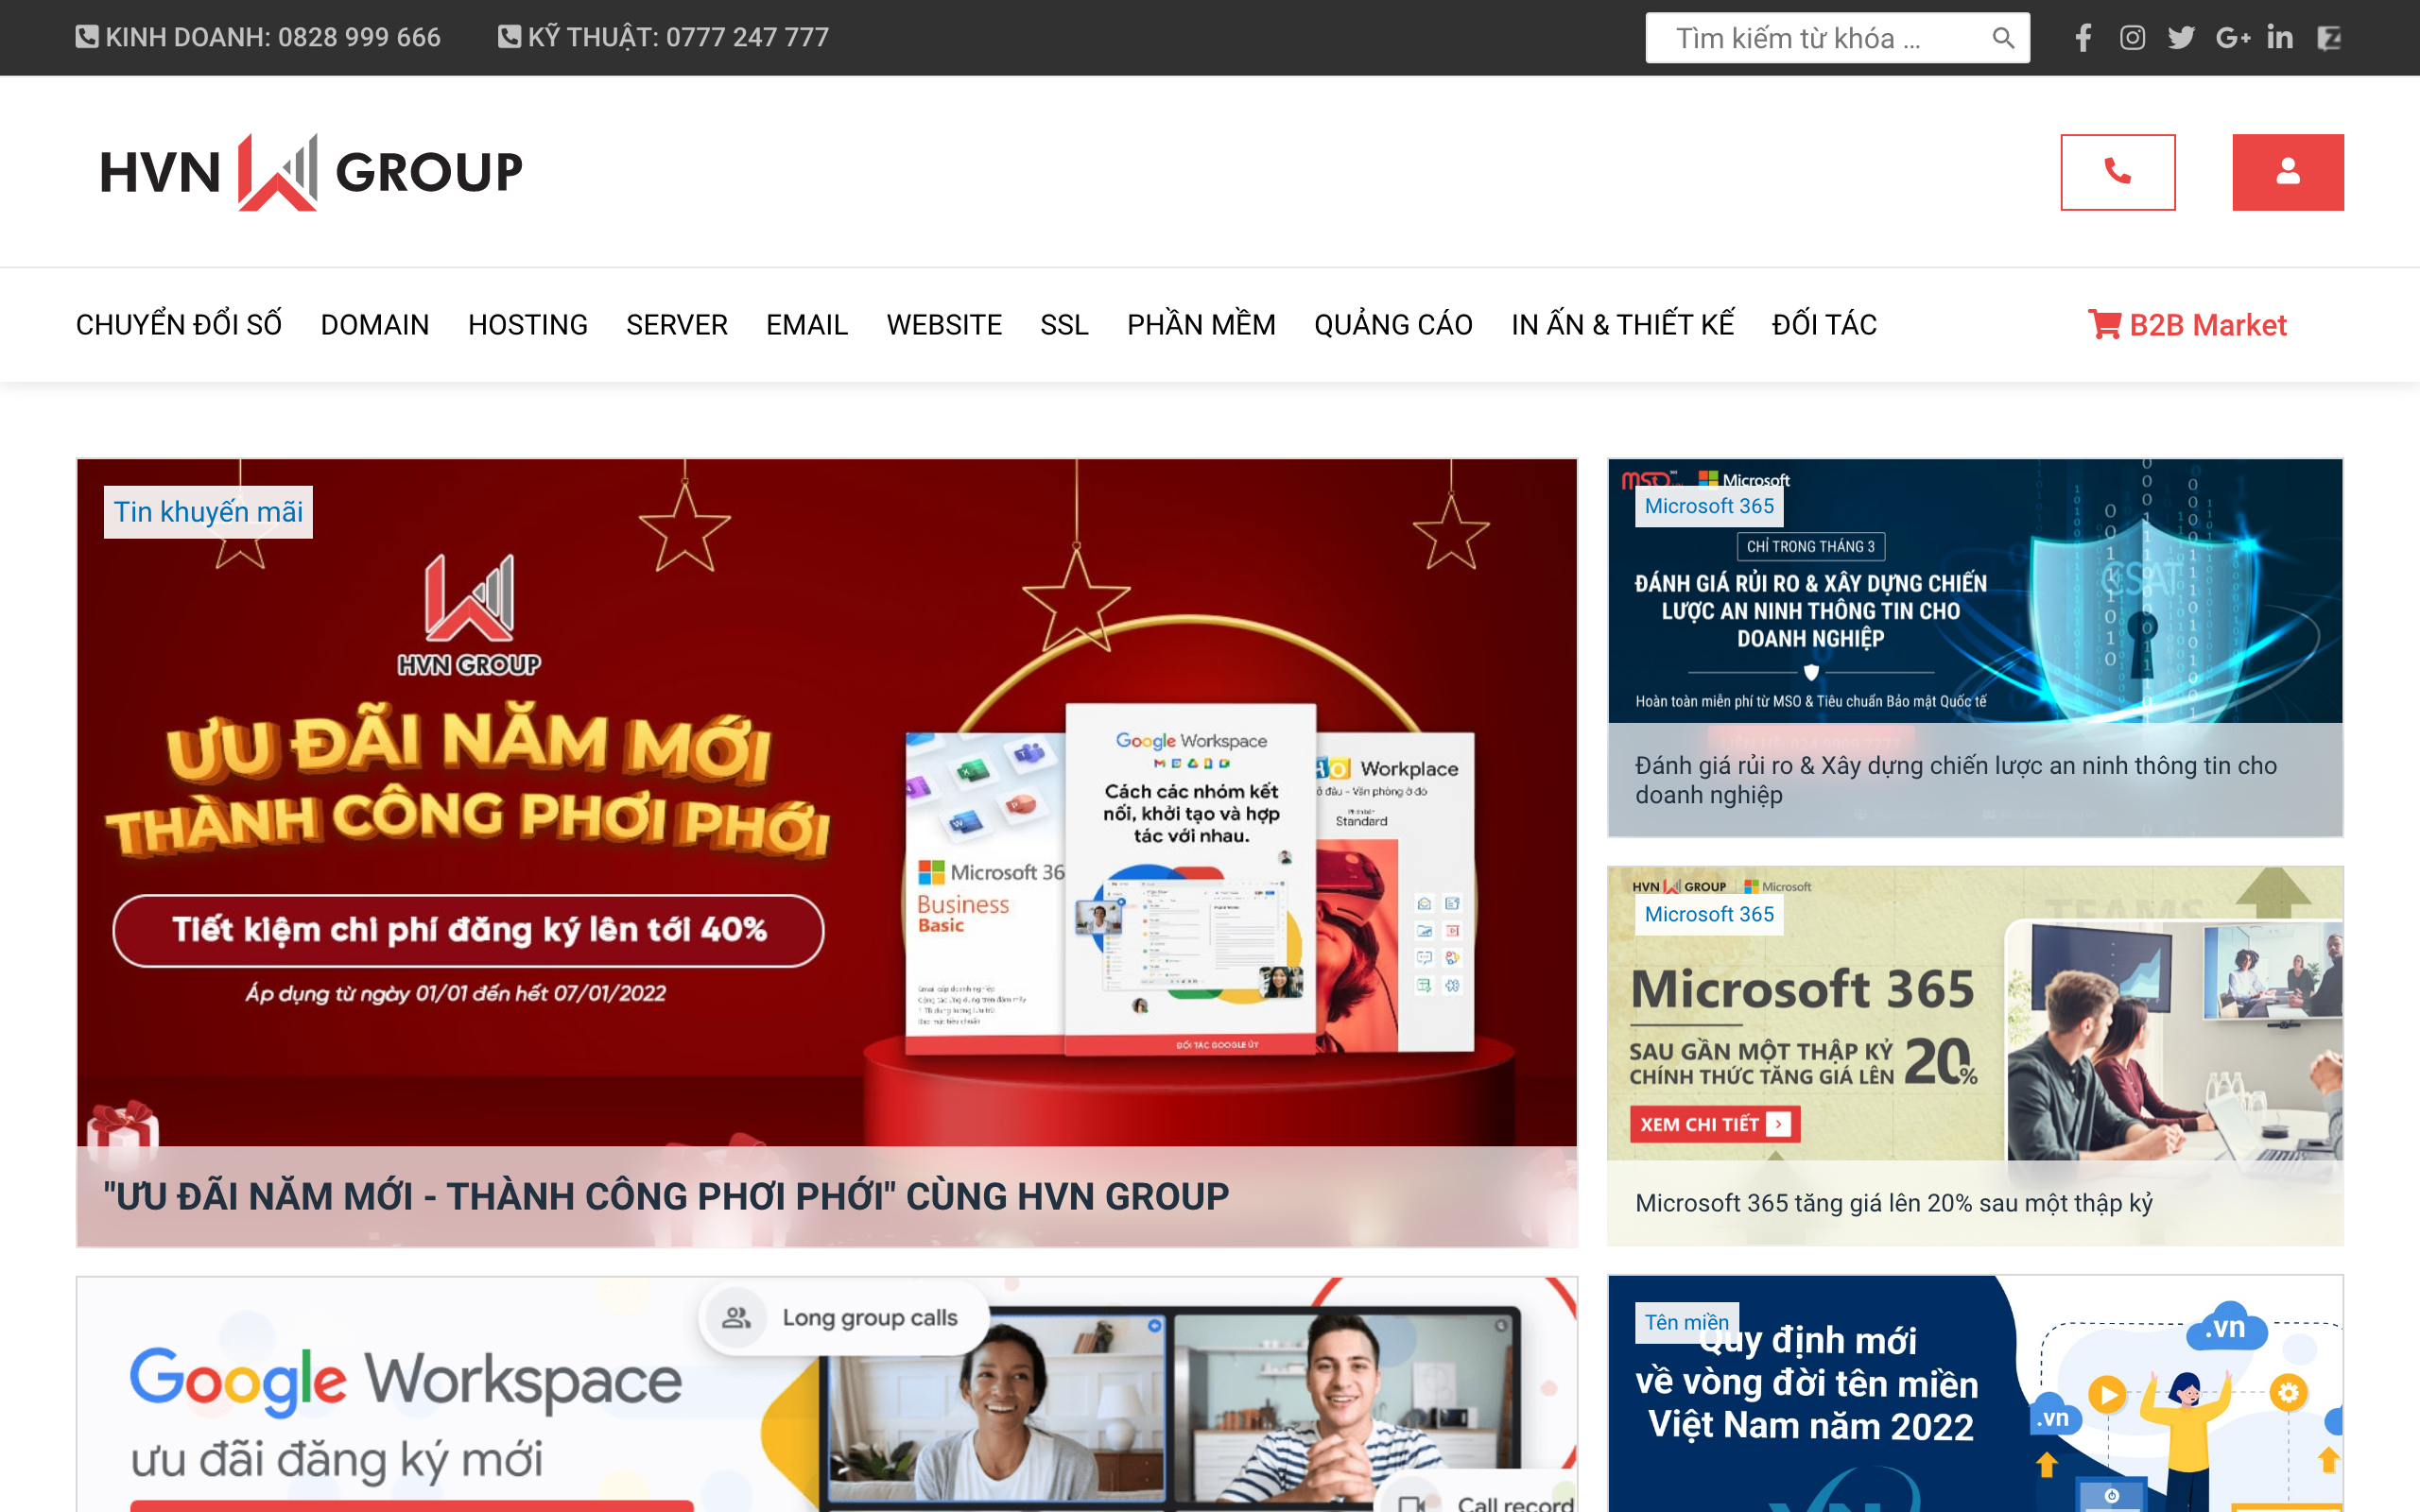 KINH DOANH: 0828 999 666
KỸ THUẬT: 0777 247 777
Tìm kiếm từ khóa ...
HVN GROUP
CHUYỂN ĐỔI SỐ
DOMAIN
HOSTING
SERVER
EMAIL
WEBSITE
SSL
PHẦN MỀM
QUẢNG CÁO
IN ẤN & THIẾT KẾ
ĐỐI TÁC
B2B Market
Tin khuyến mãi
HVN GROUP
ƯU ĐÃI NĂM MỚI
THÀNH CÔNG PHƠI PHỚI
Tiết kiệm chi phí đăng ký lên tới 40%
Áp dụng từ ngày 01/01 đến hết 07/01/2022
Microsoft 36
Business
Basic
Google Workspace
Cách các nhóm kết
nối, khởi tạo và hợp
tác với nhau.
ĐỐI TÁC GOOGLE ỦY
Workplace
ở đâu - Văn phòng ở đó
Standard
"ƯU ĐÃI NĂM MỚI - THÀNH CÔNG PHƠI PHỚI" CÙNG HVN GROUP
Microsoft
Microsoft 365
CHỈ TRONG THÁNG 3
ĐÁNH GIÁ RỦI RO & XÂY DỰNG CHIẾN
LƯỢC AN NINH THÔNG TIN CHO
DOANH NGHIỆP
Hoàn toàn miễn phí từ MSO & Tiêu chuẩn Bảo mật Quốc tế
CSAT
Đánh giá rủi ro & Xây dựng chiến lược an ninh thông tin cho
doanh nghiệp
HVN GROUP
Microsoft
Microsoft 365
TEAMS
Microsoft 365
SAU GẦN MỘT THẬP KỶ
CHÍNH THỨC TĂNG GIÁ LÊN 20%
XEM CHI TIẾT
Microsoft 365 tăng giá lên 20% sau một thập kỷ
Long group calls
Google Workspace
ưu đãi đăng ký mới
Call record
Tên miền
Quy định mới
về vòng đời tên miền
Việt Nam năm 2022
.vn
.vn